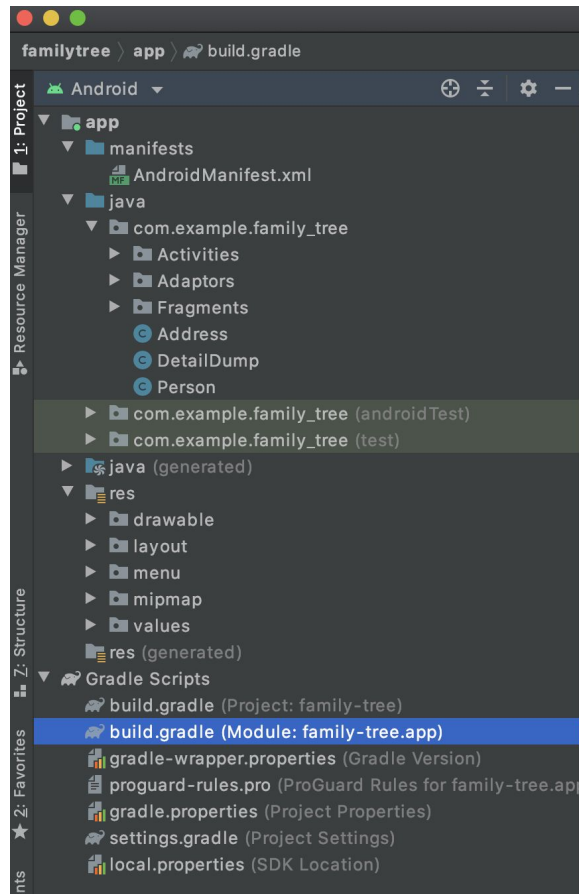 familytree 〉 app 〉 build.gradle
Android
app
manifests
AndroidManifest.xml
java
com.example.family_tree
Activities
Adaptors
Fragments
Address
DetailDump
Person
com.example.family_tree (androidTest)
com.example.family_tree (test)
java (generated)
res
drawable
layout
menu
mipmap
values
res (generated)
Gradle Scripts
build.gradle (Project: family-tree)
build.gradle (Module: family-tree.app)
gradle-wrapper.properties (Gradle Version)
proguard-rules.pro (ProGuard Rules for family-tree.app
gradle.properties (Project Properties)
settings.gradle (Project Settings)
local.properties (SDK Location)
1: Project
Resource Manager
Z: Structure
2: Favorites
nts
MF
C
C
C